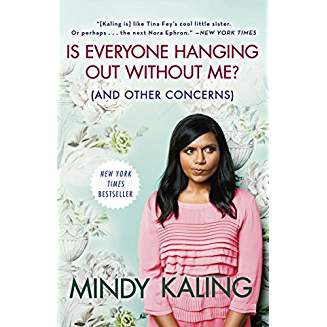 "[Kaling is] like Tina Fey's cool little sister.
Or perhaps . . . the next Nora Ephron." —NEW YORK TIMES
IS EVERYONE HANGING
OUT WITHOUT ME?
(AND OTHER CONCERNS)
NEW YORK
TIMES
BESTSELLER
MINDY KALING